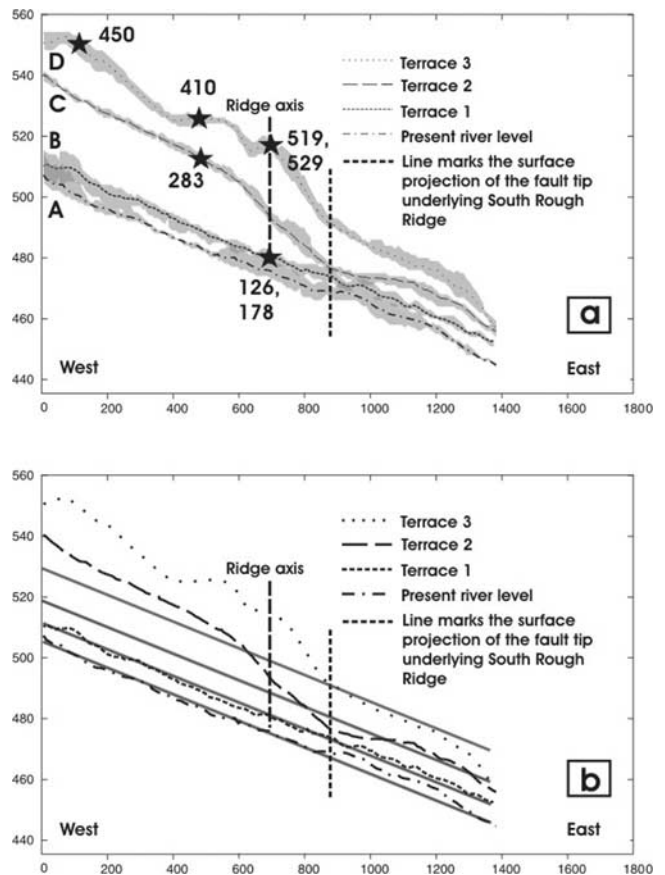 560
540
520
500
480
460
440
D
C
B
A
450
410
Ridge axis
519,
529
283
126,
178
Terrace 3
Terrace 2
Terrace 1
Present river level
Line marks the surface
projection of the fault tip
underlying South Rough
Ridge
a
West
East
0 200 400 600 800 1000 1200 1400 1600 1800
560
540
520
500
480
460
440
Ridge axis
Terrace 3
Terrace 2
Terrace 1
Present river level
Line marks the surface
projection of the fault tip
underlying South Rough
Ridge
b
West
East
0 200 400 600 800 1000 1200 1400 1600 1800